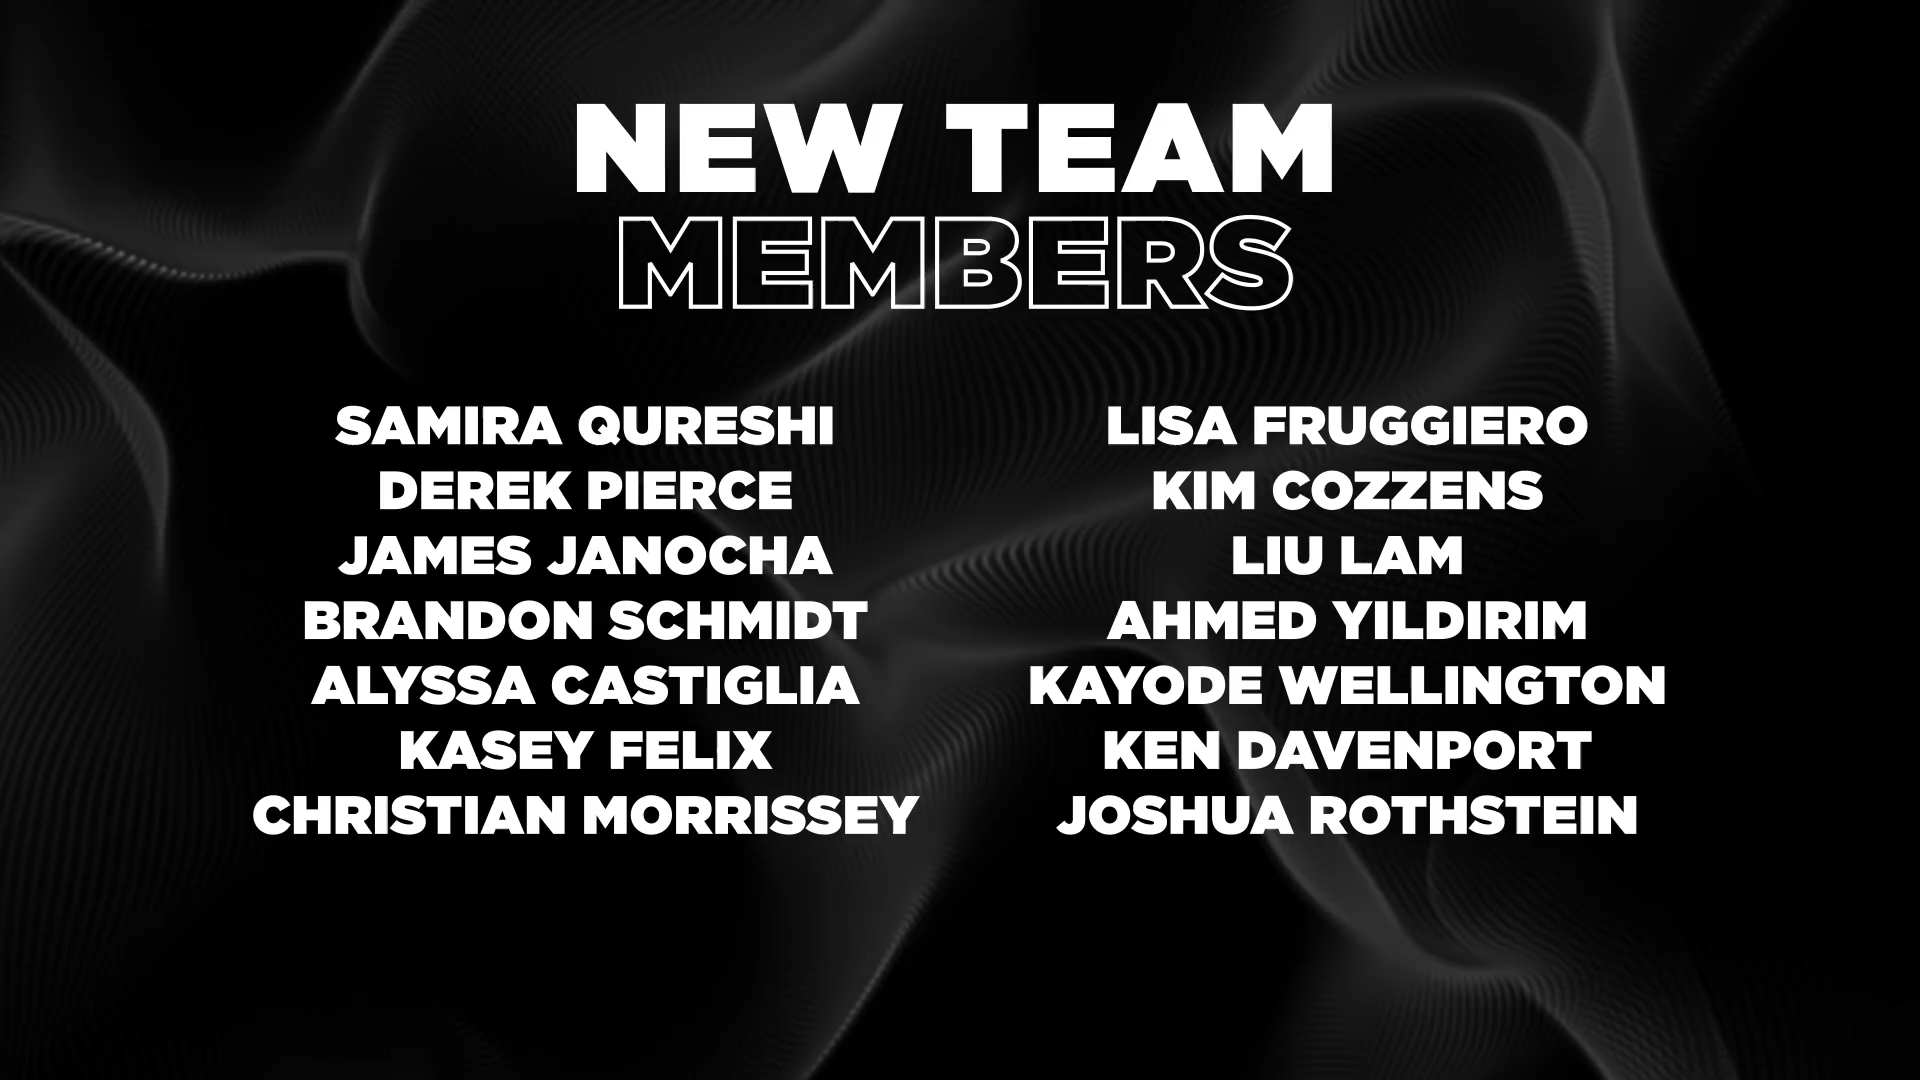 NEW TEAM
MEMBERS
SAMIRA QURESHI
DEREK PIERCE
JAMES JANOCHA
BRANDON SCHMIDT
ALYSSA CASTIGLIA
KASEY FELIX
CHRISTIAN MORRISSEY
LISA FRUGGIERO
KIM COZZENS
LIU LAM
AHMED YILDIRIM
KAYODE WELLINGTON
KEN DAVENPORT
JOSHUA ROTHSTEIN